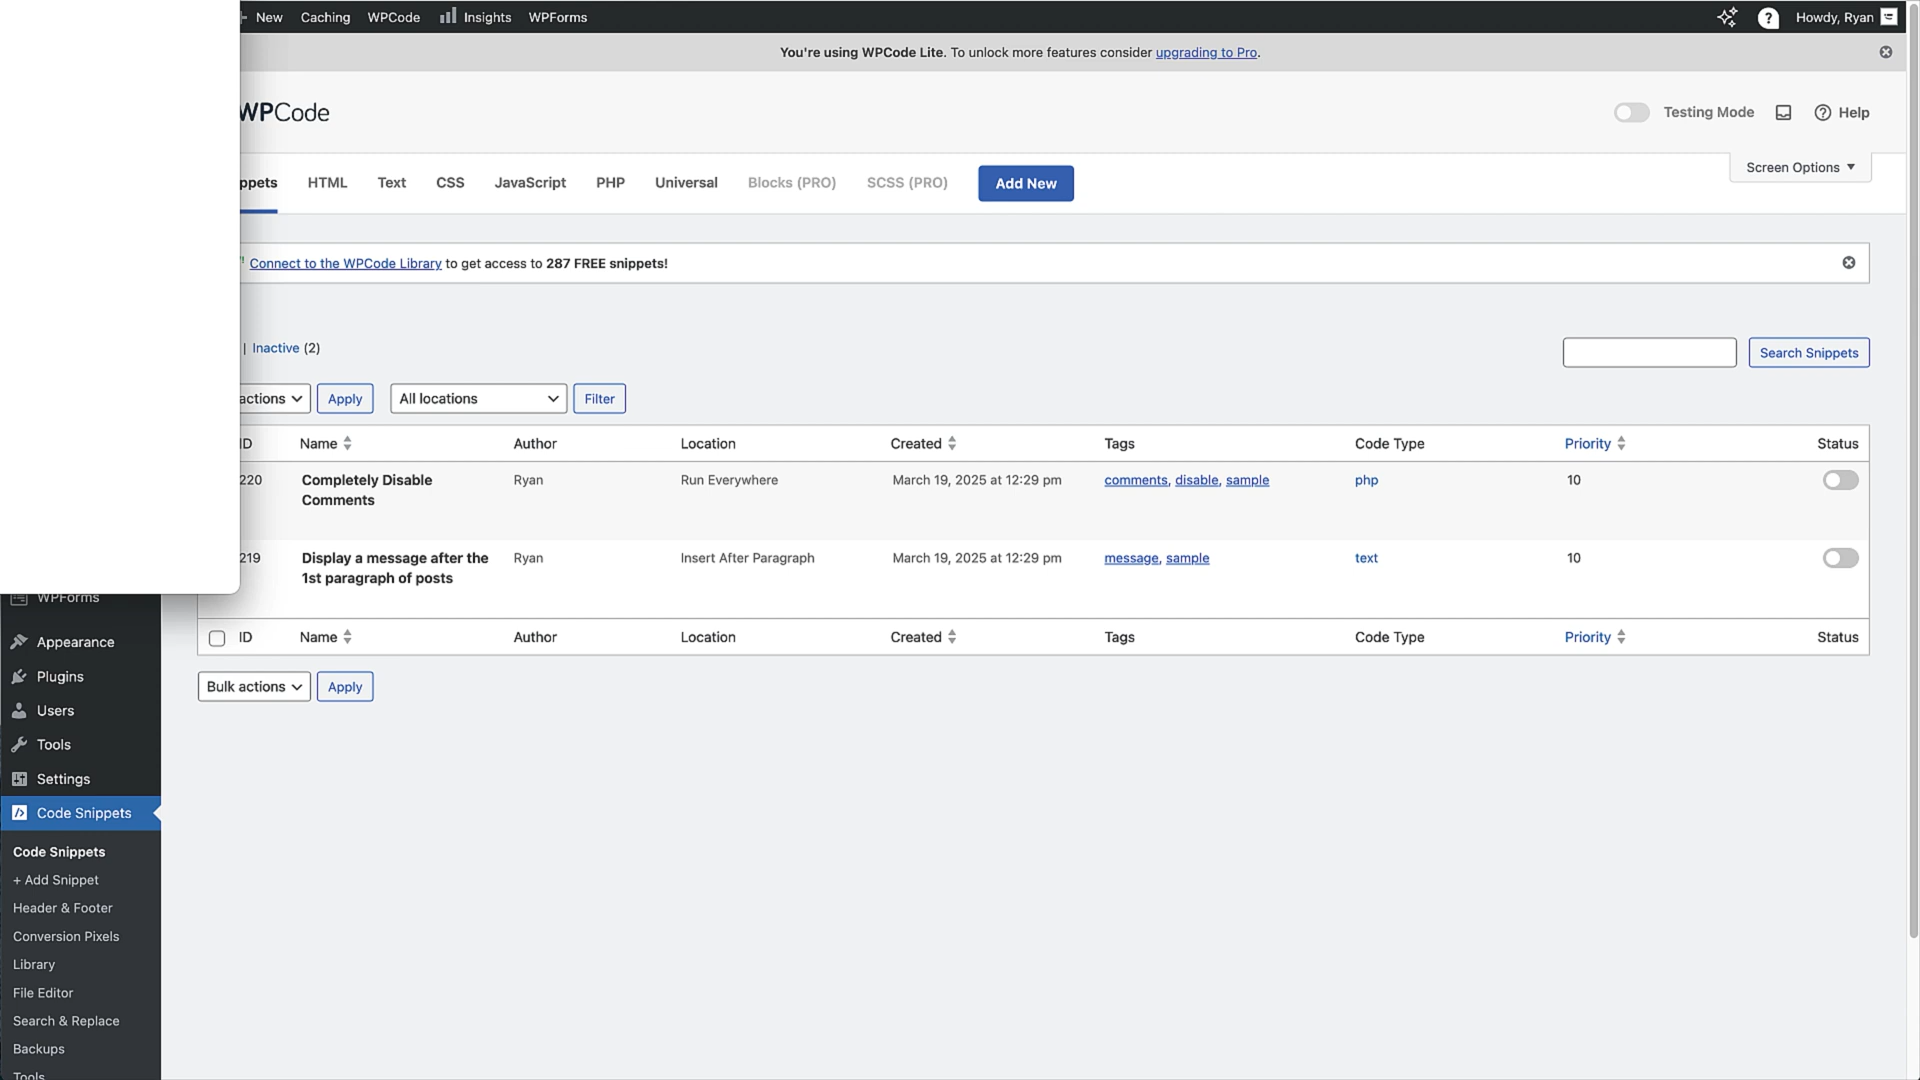 New Caching WPCode Insights WPForms Howdy, Ryan
You're using WPCode Lite. To unlock more features consider upgrading to Pro.
WPCode Testing Mode Help
ppets HTML Text CSS JavaScript PHP Universal Blocks (PRO) SCSS (PRO) Add New Screen Options
Connect to the WPCode Library to get access to 287 FREE snippets!
| Inactive (2) Search Snippets
actions Apply All locations Filter
ID Name Author Location Created Tags Code Type Priority Status
220 Completely Disable Ryan Run Everywhere March 19, 2025 at 12:29 pm comments, disable, sample php 10
Comments
219 Display a message after the Ryan Insert After Paragraph March 19, 2025 at 12:29 pm message, sample text 10
1st paragraph of posts
ID Name Author Location Created Tags Code Type Priority Status
Bulk actions Apply
WPForms
Appearance
Plugins
Users
Tools
Settings
Code Snippets
Code Snippets
+ Add Snippet
Header & Footer
Conversion Pixels
Library
File Editor
Search & Replace
Backups
Tools